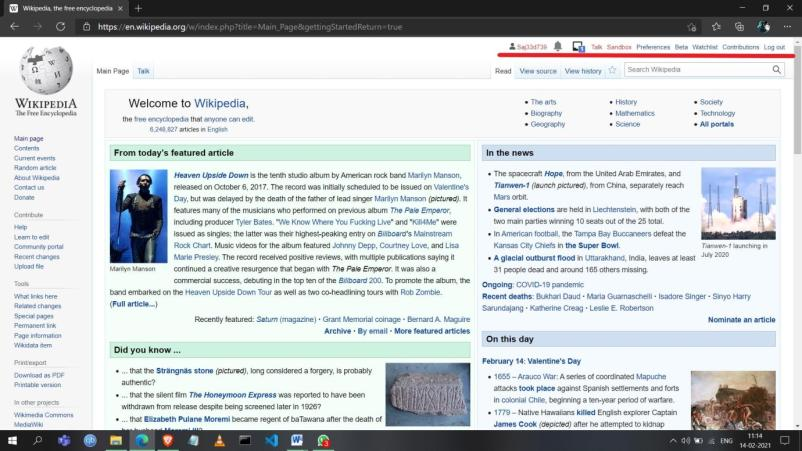 Wikipedia, the free encyclopedia
https://en.wikipedia.org/w/index.php?title=Main_Page&gettingStartedReturn=true
Saj33d739 Talk Sandbox Preferences Beta Watchlist Contributions Log out
WIKIPEDIA
The Free Encyclopedia
Main Page Talk
Read View source View history Search Wikipedia
Main page
Contents
Current events
Random article
About Wikipedia
Contact us
Donate
Contribute
Help
Learn to edit
Community portal
Recent changes
Upload file
Tools
What links here
Related changes
Special pages
Permanent link
Page information
Wikidata item
Print/export
Download as PDF
Printable version
In other projects
Wikimedia Commons
MediaWiki
Welcome to Wikipedia,
the free encyclopedia that anyone can edit.
6,248,827 articles in English
• The arts
• Biography
• Geography
• History
• Mathematics
• Science
• Society
• Technology
• All portals
From today's featured article
Heaven Upside Down is the tenth studio album by American rock band Marilyn Manson,
released on October 6, 2017. The record was initially scheduled to be issued on Valentine's
Day, but was delayed by the death of the father of lead singer Marilyn Manson (pictured). It
features many of the musicians who performed on previous album The Pale Emperor,
including producer Tyler Bates. "We Know Where You Fucking Live" and "Kill4Me" were
issued as singles; the latter was their highest-peaking entry on Billboard's Mainstream
Rock Chart. Music videos for the album featured Johnny Depp, Courtney Love, and Lisa
Marie Presley. The record received positive reviews, with multiple publications saying it
continued a creative resurgence that began with The Pale Emperor. It was also a
commercial success, debuting in the top ten of the Billboard 200. To promote the album, the
band embarked on the Heaven Upside Down Tour as well as two co-headlining tours with Rob Zombie.
(Full article...)
Marilyn Manson
Recently featured: Saturn (magazine) · Grant Memorial coinage · Bernard A. Maguire
Archive · By email · More featured articles
Did you know ...
• ... that the Strängnäs stone (pictured), long considered a forgery, is probably
authentic?
• ... that the silent film The Honeymoon Express was reported to have been
withdrawn from release despite being screened later in 1926?
• ... that Elizabeth Pulane Moremi became regent of baTawana after the death of
In the news
• The spacecraft Hope, from the United Arab Emirates, and
Tianwen-1 (launch pictured), from China, separately reach
Mars orbit.
• General elections are held in Liechtenstein, with both of the
two main parties winning 10 seats out of the 25 total.
• In American football, the Tampa Bay Buccaneers defeat the
Kansas City Chiefs in the Super Bowl.
• A glacial outburst flood in Uttarakhand, India, leaves at least
31 people dead and around 165 others missing.
Tianwen-1 launching in
July 2020
Ongoing: COVID-19 pandemic
Recent deaths: Bukhari Daud · Maria Guarnaschelli · Isadore Singer · Sinyo Harry
Sarundajang · Katherine Creag · Leslie E. Robertson
Nominate an article
On this day
February 14: Valentine's Day
• 1655 – Arauco War: A series of coordinated Mapuche
attacks took place against Spanish settlements and forts
in colonial Chile, beginning a ten-year period of warfare.
• 1779 – Native Hawaiians killed English explorer Captain
James Cook (depicted) after he attempted to kidnap
ENG
11:14
14-02-2021